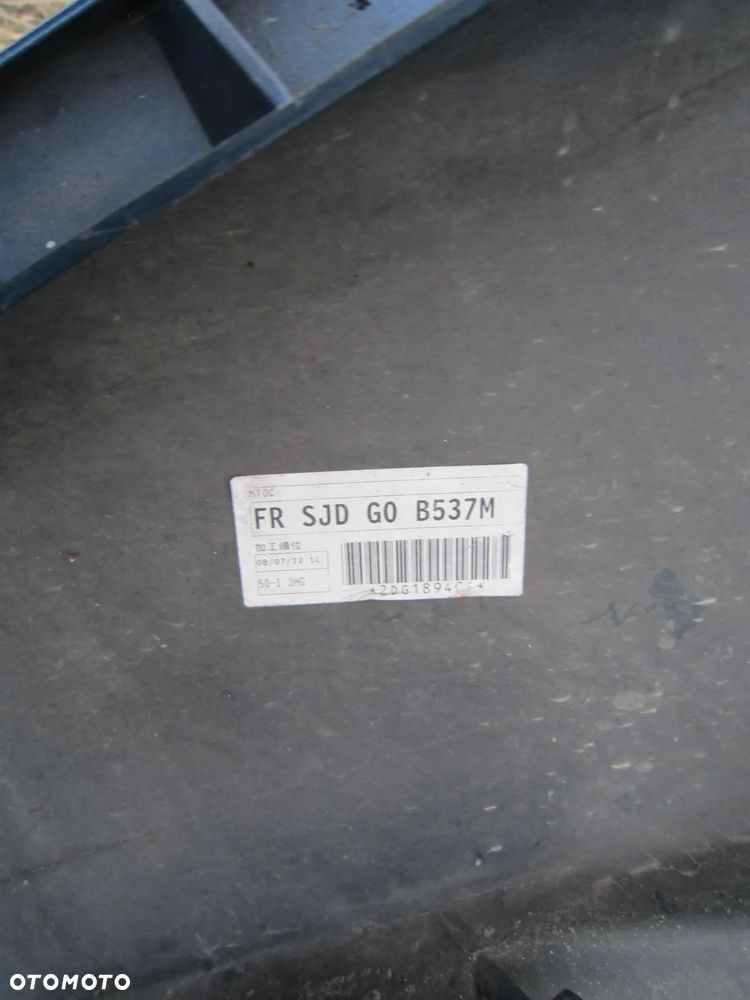 MTOC
FR SJD G0 B537M
加工順位
08/07/22 1L
50-1 3HG
OTOMOTO